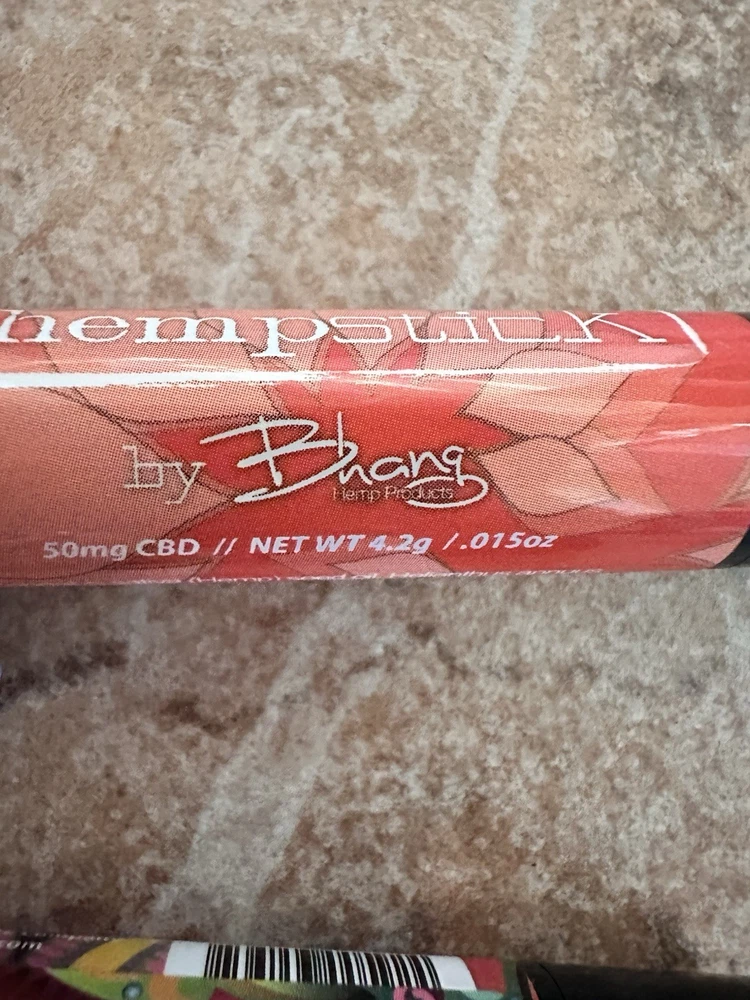 hempstick
by Bhang
Hemp Products
50mg CBD // NET WT 4.2g / .015oz